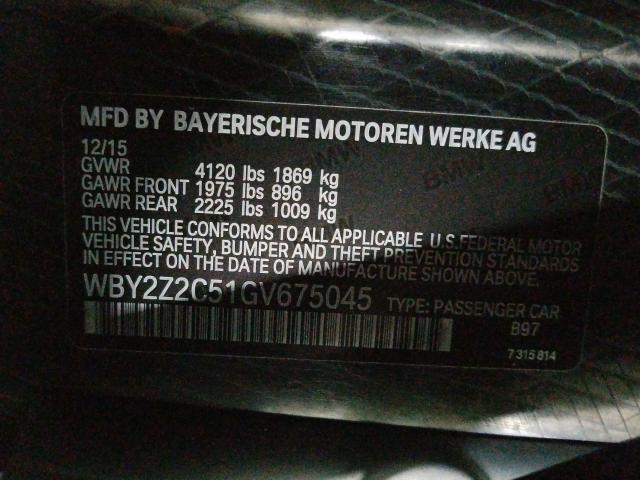 MFD BY BAYERISCHE MOTOREN WERKE AG
12/15
GVWR 4120 lbs 1869 kg
GAWR FRONT 1975 lbs 896 kg
GAWR REAR 2225 lbs 1009 kg
THIS VEHICLE CONFORMS TO ALL APPLICABLE U.S. FEDERAL MOTOR
VEHICLE SAFETY, BUMPER AND THEFT PREVENTION STANDARDS
IN EFFECT ON THE DATE OF MANUFACTURE SHOWN ABOVE.
WBY2Z2C51GV675045 TYPE: PASSENGER CAR
B97
7 315 814
BMW
BMW
BMW